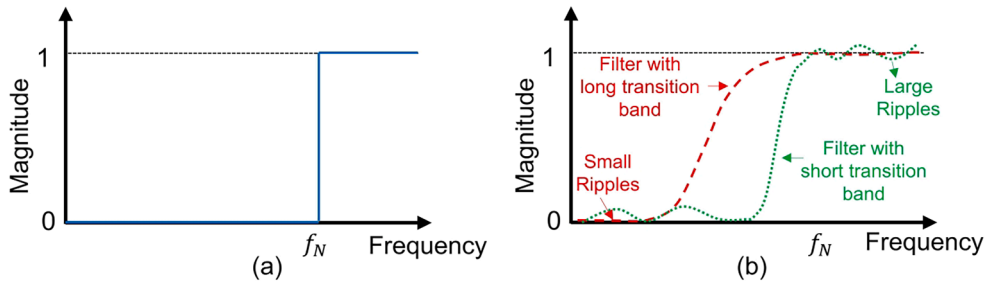 Magnitude
1
0
f_N
Frequency
(a)
Magnitude
1
0
Filter with
long transition
band
Small
Ripples
Large
Ripples
Filter with
short transition
band
f_N
Frequency
(b)